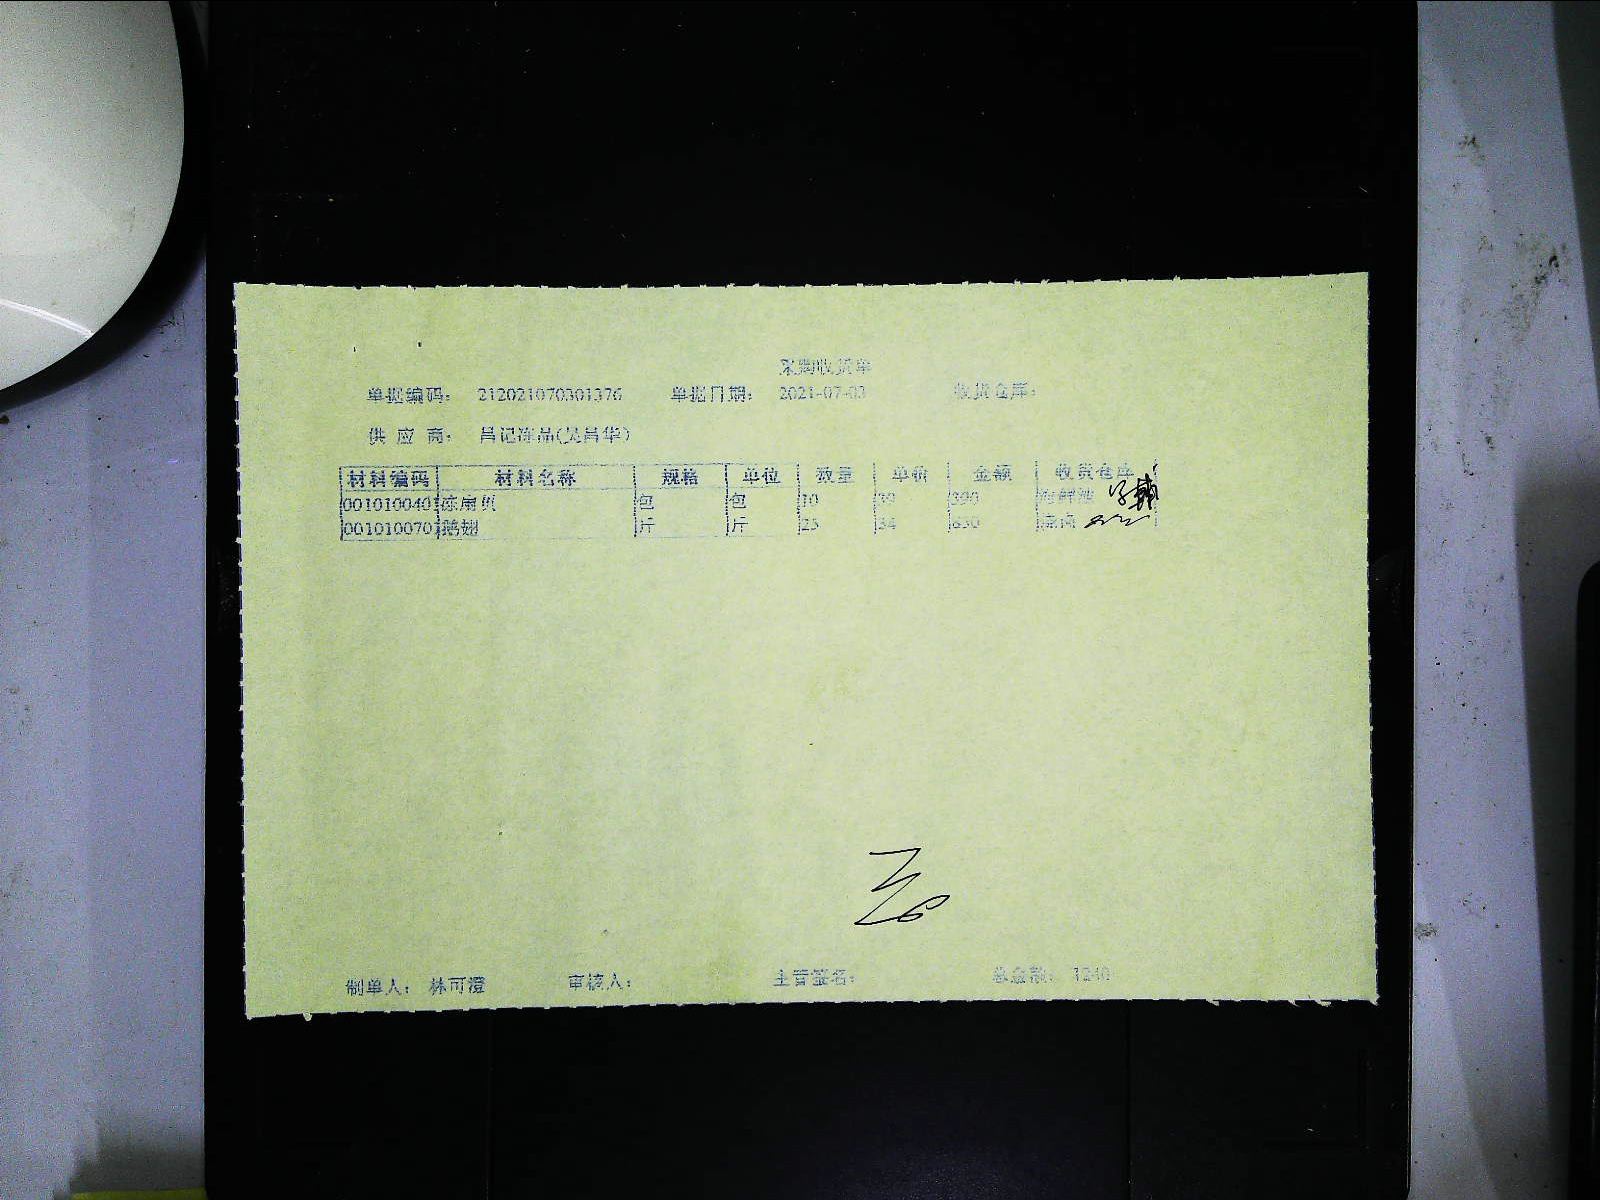 采购收货单
单据编码： 212021070301376 单据日期： 2021-07-03 收货仓库：
供 应 商： 吕记冻品(吴昌华)
材料编码 材料名称 规格 单位 数量 单价 金额 收货仓库
001010040 冻扇贝 包 包 10 39 390 海鲜池
001010070 鹅翅 斤 斤 25 34 850
制单人： 林可澄 审核人： 主管签名： 总金额： 1240